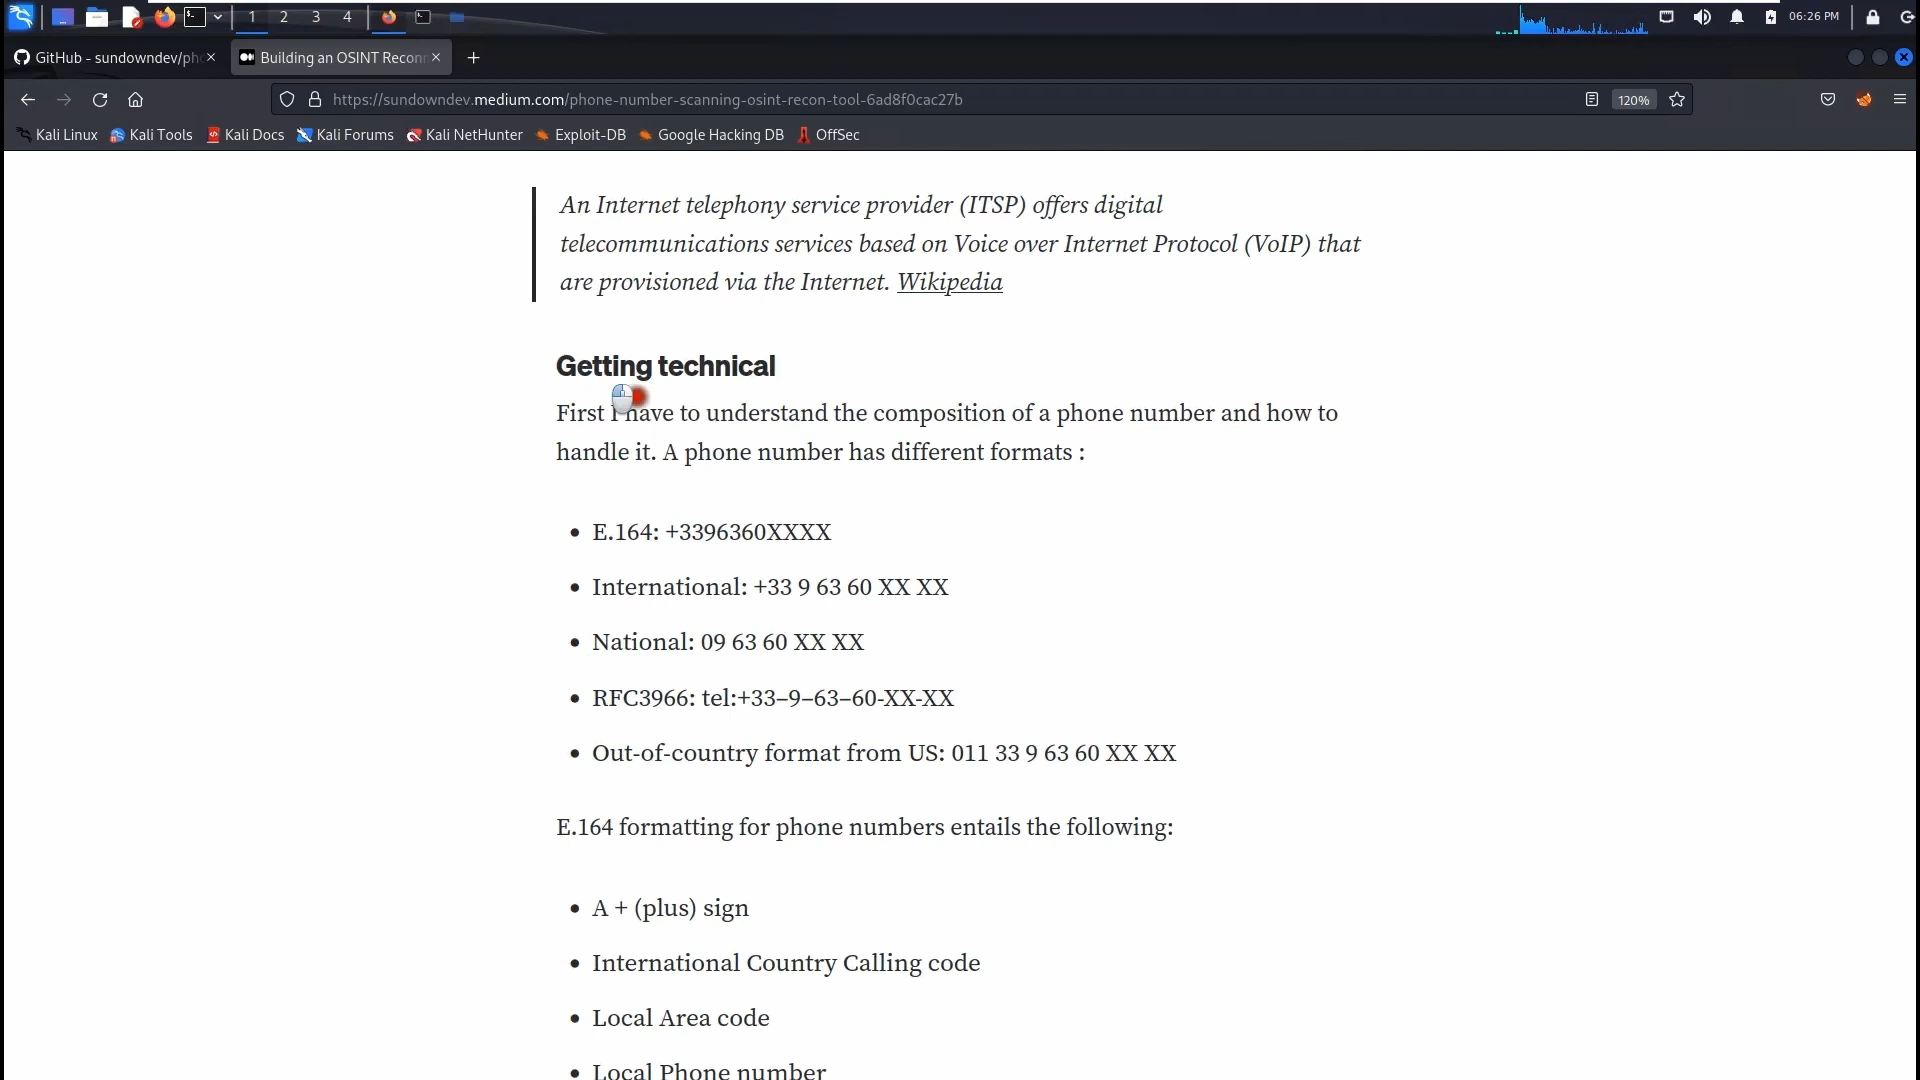 1 2 3 4
06:26 PM
GitHub - sundowndev/pho
Building an OSINT Reconn
https://sundowndev.medium.com/phone-number-scanning-osint-recon-tool-6ad8f0cac27b
120%
Kali Linux Kali Tools Kali Docs Kali Forums Kali NetHunter Exploit-DB Google Hacking DB OffSec
An Internet telephony service provider (ITSP) offers digital
telecommunications services based on Voice over Internet Protocol (VoIP) that
are provisioned via the Internet. Wikipedia
Getting technical
First I have to understand the composition of a phone number and how to
handle it. A phone number has different formats :
• E.164: +3396360XXXX
• International: +33 9 63 60 XX XX
• National: 09 63 60 XX XX
• RFC3966: tel:+33–9–63–60-XX-XX
• Out-of-country format from US: 011 33 9 63 60 XX XX
E.164 formatting for phone numbers entails the following:
• A + (plus) sign
• International Country Calling code
• Local Area code
• Local Phone number